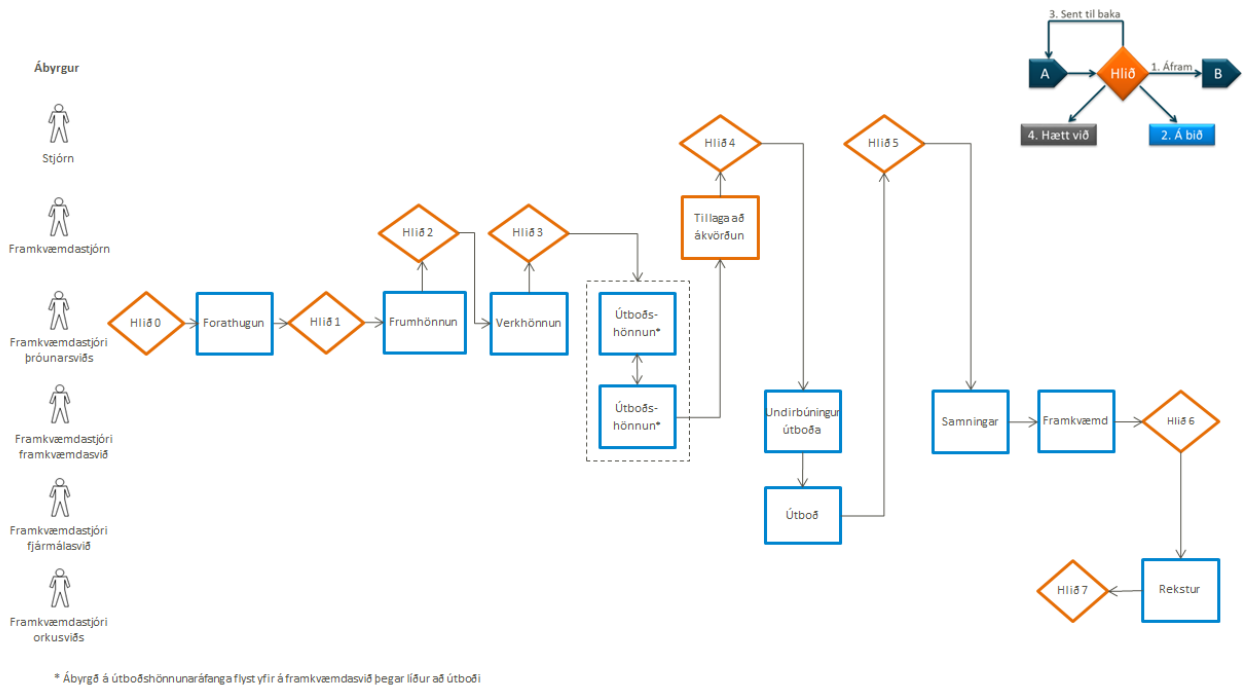 3. Sent til baka
A
Hlið
1. Áfram
B
4. Hætt við
2. Á bið
Ábyrgur
Stjórn
Hlið 4
Hlið 5
Framkvæmdastjórn
Hlið 2
Hlið 3
Tillaga að
ákvörðun
Framkvæmdastjóri
þróunarsviðs
Hlið 0
Forathugun
Hlið 1
Frumhönnun
Verkhönnun
Útboðs-
hönnun*
Framkvæmdastjóri
framkvæmdasvið
Útboðs-
hönnun*
Undirbúningur
útboða
Samningar
Framkvæmd
Hlið 6
Framkvæmdastjóri
fjármálasvið
Útboð
Framkvæmdastjóri
orkusviðs
Hlið 7
Rekstur
* Ábyrgð á útboðshönnunaráfanga flyst yfir á framkvæmdasvið þegar líður að útboði